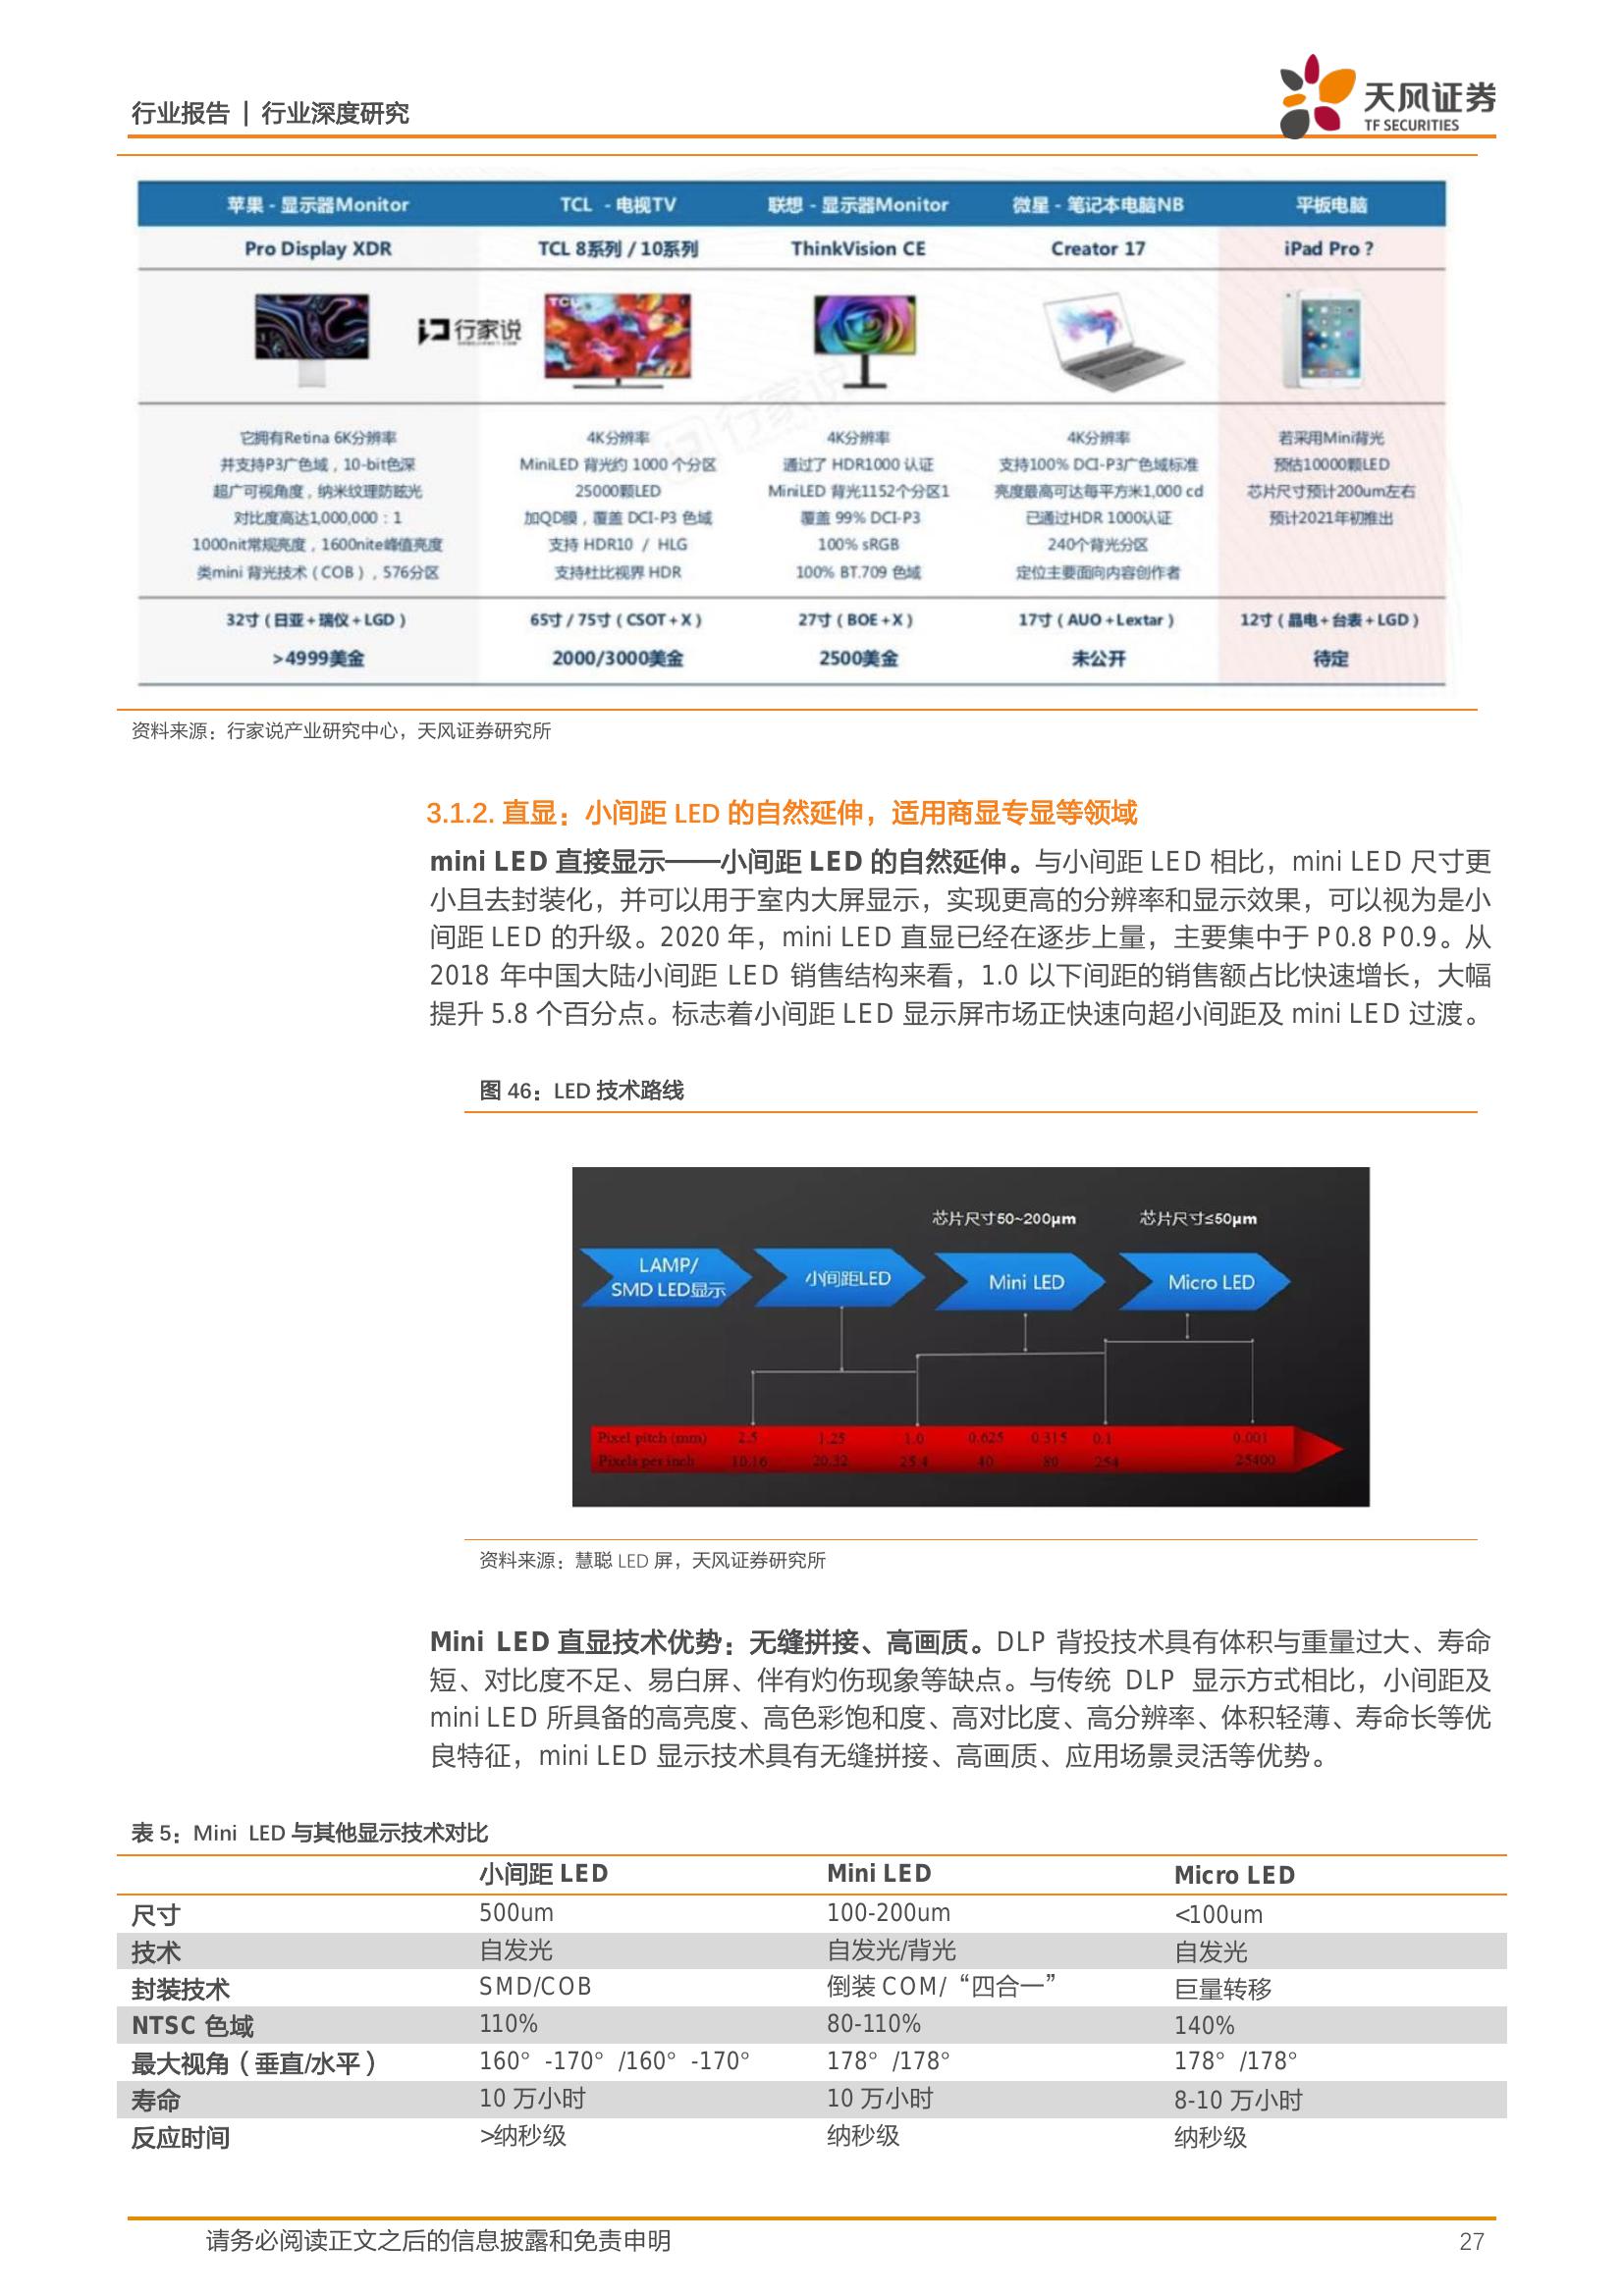 行业报告 | 行业深度研究
天风证券
TF SECURITIES
苹果 - 显示器Monitor TCL - 电视TV 联想 - 显示器Monitor 微星 - 笔记本电脑NB 平板电脑
Pro Display XDR TCL 8系列 / 10系列 ThinkVision CE Creator 17 iPad Pro ?
TCL
行家说
行家说
它拥有Retina 6K分辨率 4K分辨率 4K分辨率 4K分辨率 若采用Mini背光
并支持P3广色域，10-bit色深 MiniLED 背光约 1000 个分区 通过了 HDR1000 认证 支持100% DCI-P3广色域标准 预估10000颗LED
超广可视角度，纳米纹理防眩光 25000颗LED MiniLED 背光1152个分区1 亮度最高可达每平方米1,000 cd 芯片尺寸预计200um左右
对比度高达1,000,000：1 加QD膜，覆盖 DCI-P3 色域 覆盖 99% DCI-P3 已通过HDR 1000认证 预计2021年初推出
1000nit常规亮度，1600nite峰值亮度 支持 HDR10 / HLG 100% sRGB 240个背光分区
类mini 背光技术（COB），576分区 支持杜比视界 HDR 100% BT.709 色域 定位主要面向内容创作者
32寸（日亚+瑞仪+LGD） 65寸 / 75寸（CSOT+X） 27寸（BOE+X） 17寸（AUO+Lextar） 12寸（晶电+台表+LGD）
>4999美金 2000/3000美金 2500美金 未公开 待定
资料来源：行家说产业研究中心，天风证券研究所
3.1.2. 直显：小间距 LED 的自然延伸，适用商显专显等领域
mini LED 直接显示——小间距 LED 的自然延伸。与小间距 LED 相比，mini LED 尺寸更
小且去封装化，并可以用于室内大屏显示，实现更高的分辨率和显示效果，可以视为是小
间距 LED 的升级。2020 年，mini LED 直显已经在逐步上量，主要集中于 P0.8 P0.9。从
2018 年中国大陆小间距 LED 销售结构来看，1.0 以下间距的销售额占比快速增长，大幅
提升 5.8 个百分点。标志着小间距 LED 显示屏市场正快速向超小间距及 mini LED 过渡。
图 46：LED 技术路线
芯片尺寸50~200μm 芯片尺寸≤50μm
LAMP/
SMD LED显示 小间距LED Mini LED Micro LED
Pixel pitch (mm) 2.5 1.25 1.0 0.625 0.315 0.1 0.001
Pixels per inch 10.16 20.32 25.4 40 80 254 25400
资料来源：慧聪 LED 屏，天风证券研究所
Mini LED 直显技术优势：无缝拼接、高画质。DLP 背投技术具有体积与重量过大、寿命
短、对比度不足、易白屏、伴有灼伤现象等缺点。与传统 DLP 显示方式相比，小间距及
mini LED 所具备的高亮度、高色彩饱和度、高对比度、高分辨率、体积轻薄、寿命长等优
良特征，mini LED 显示技术具有无缝拼接、高画质、应用场景灵活等优势。
表 5：Mini LED 与其他显示技术对比
小间距 LED Mini LED Micro LED
尺寸 500um 100-200um <100um
技术 自发光 自发光/背光 自发光
封装技术 SMD/COB 倒装 COM/“四合一” 巨量转移
NTSC 色域 110% 80-110% 140%
最大视角（垂直/水平） 160° -170° /160° -170° 178° /178° 178° /178°
寿命 10 万小时 10 万小时 8-10 万小时
反应时间 >纳秒级 纳秒级 纳秒级
请务必阅读正文之后的信息披露和免责申明 27